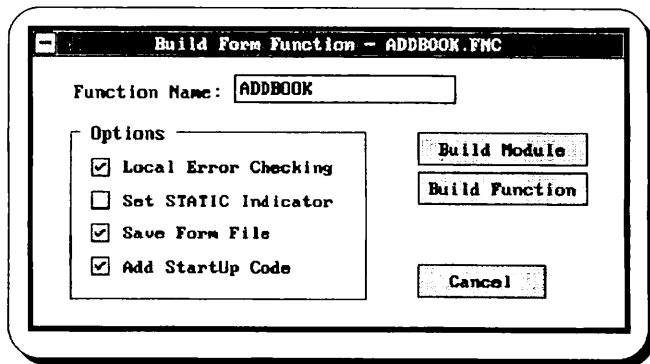 Build Form Function - ADDBOOK.FMC
Function Name: ADDBOOK
Options
Local Error Checking
Set STATIC Indicator
Save Form File
Add StartUp Code
Build Module
Build Function
Cancel